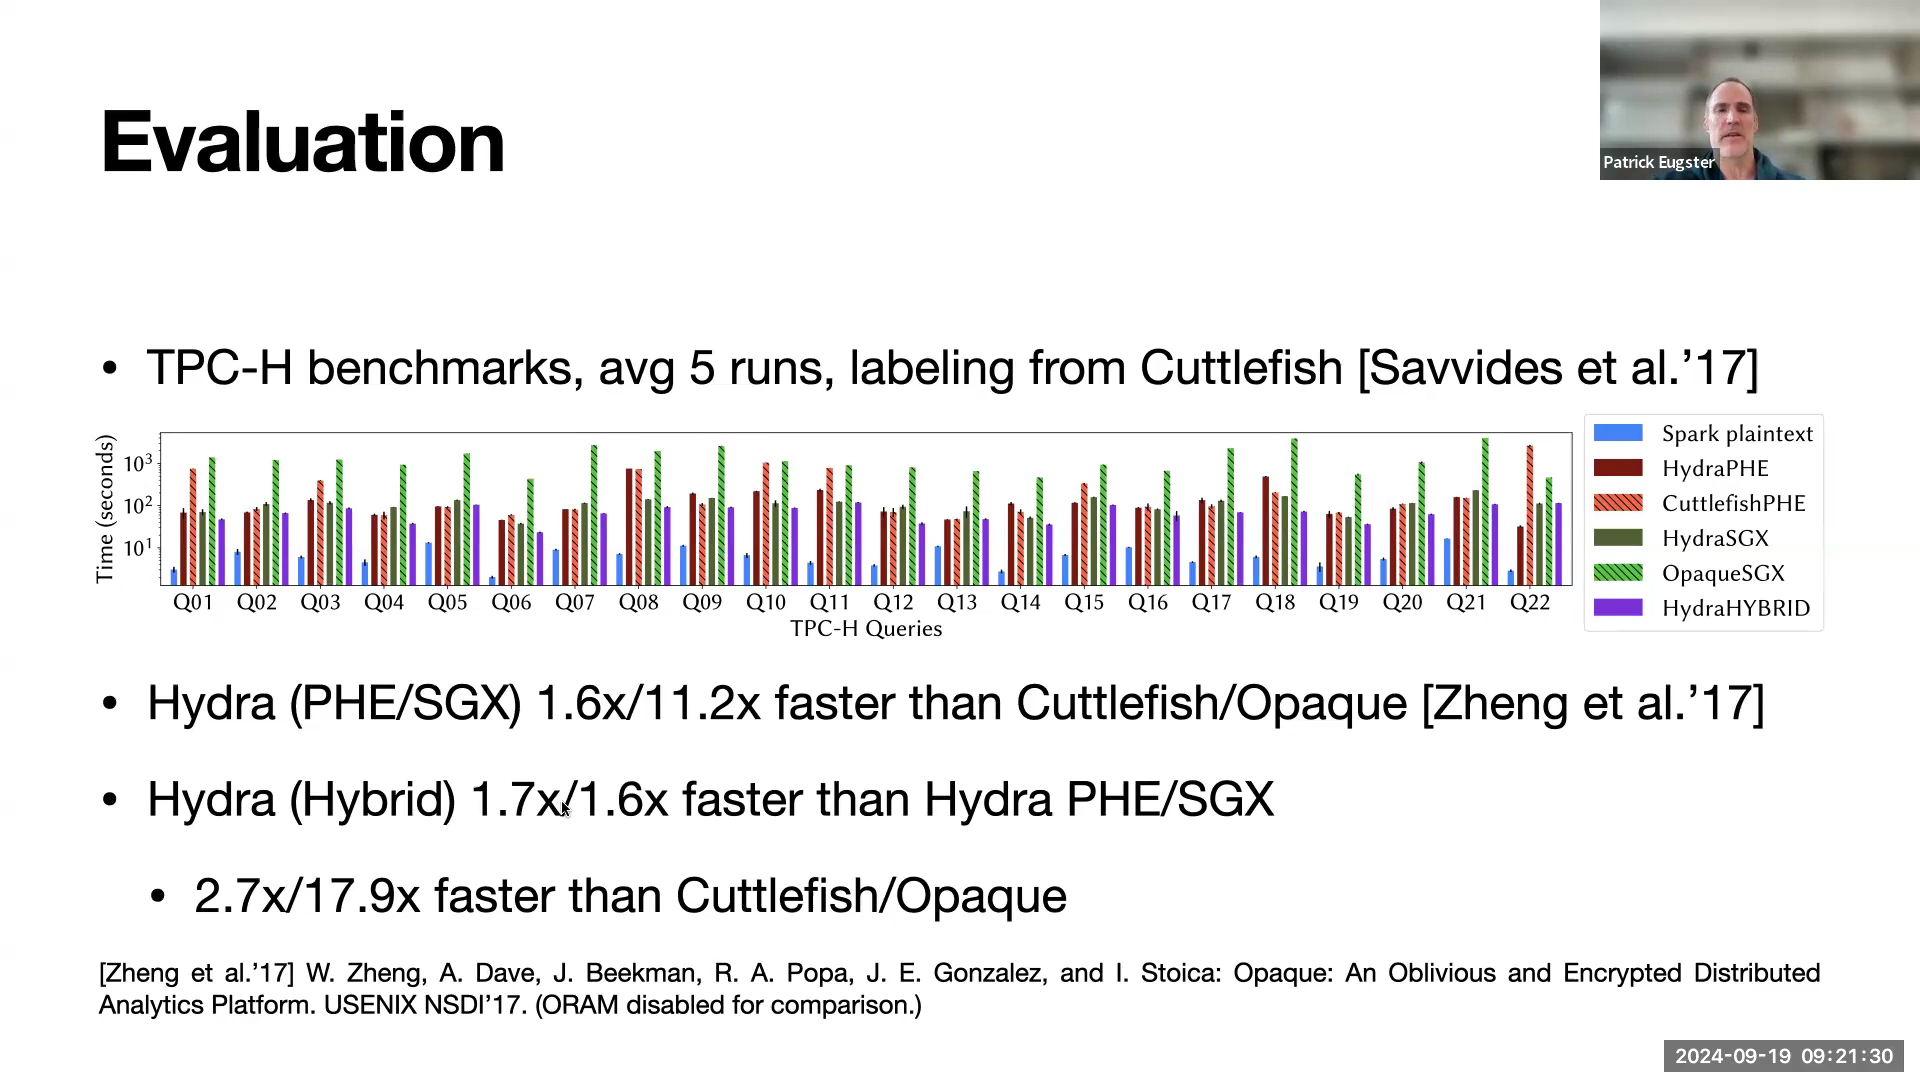 Evaluation
Patrick Eugster
• TPC-H benchmarks, avg 5 runs, labeling from Cuttlefish [Savvides et al.’17]
Time (seconds)
10³
10²
10¹
Q01 Q02 Q03 Q04 Q05 Q06 Q07 Q08 Q09 Q10 Q11 Q12 Q13 Q14 Q15 Q16 Q17 Q18 Q19 Q20 Q21 Q22
TPC-H Queries
Spark plaintext
HydraPHE
CuttlefishPHE
HydraSGX
OpaqueSGX
HydraHYBRID
• Hydra (PHE/SGX) 1.6x/11.2x faster than Cuttlefish/Opaque [Zheng et al.’17]
• Hydra (Hybrid) 1.7x/1.6x faster than Hydra PHE/SGX
• 2.7x/17.9x faster than Cuttlefish/Opaque
[Zheng et al.’17] W. Zheng, A. Dave, J. Beekman, R. A. Popa, J. E. Gonzalez, and I. Stoica: Opaque: An Oblivious and Encrypted Distributed
Analytics Platform. USENIX NSDI’17. (ORAM disabled for comparison.)
2024-09-19 09:21:30